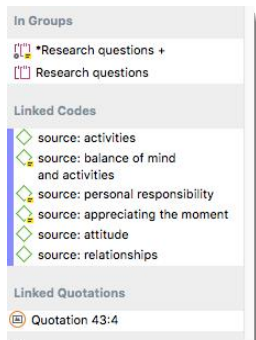 In Groups
*Research questions +
Research questions
Linked Codes
source: activities
source: balance of mind
and activities
source: personal responsibility
source: appreciating the moment
source: attitude
source: relationships
Linked Quotations
Quotation 43:4